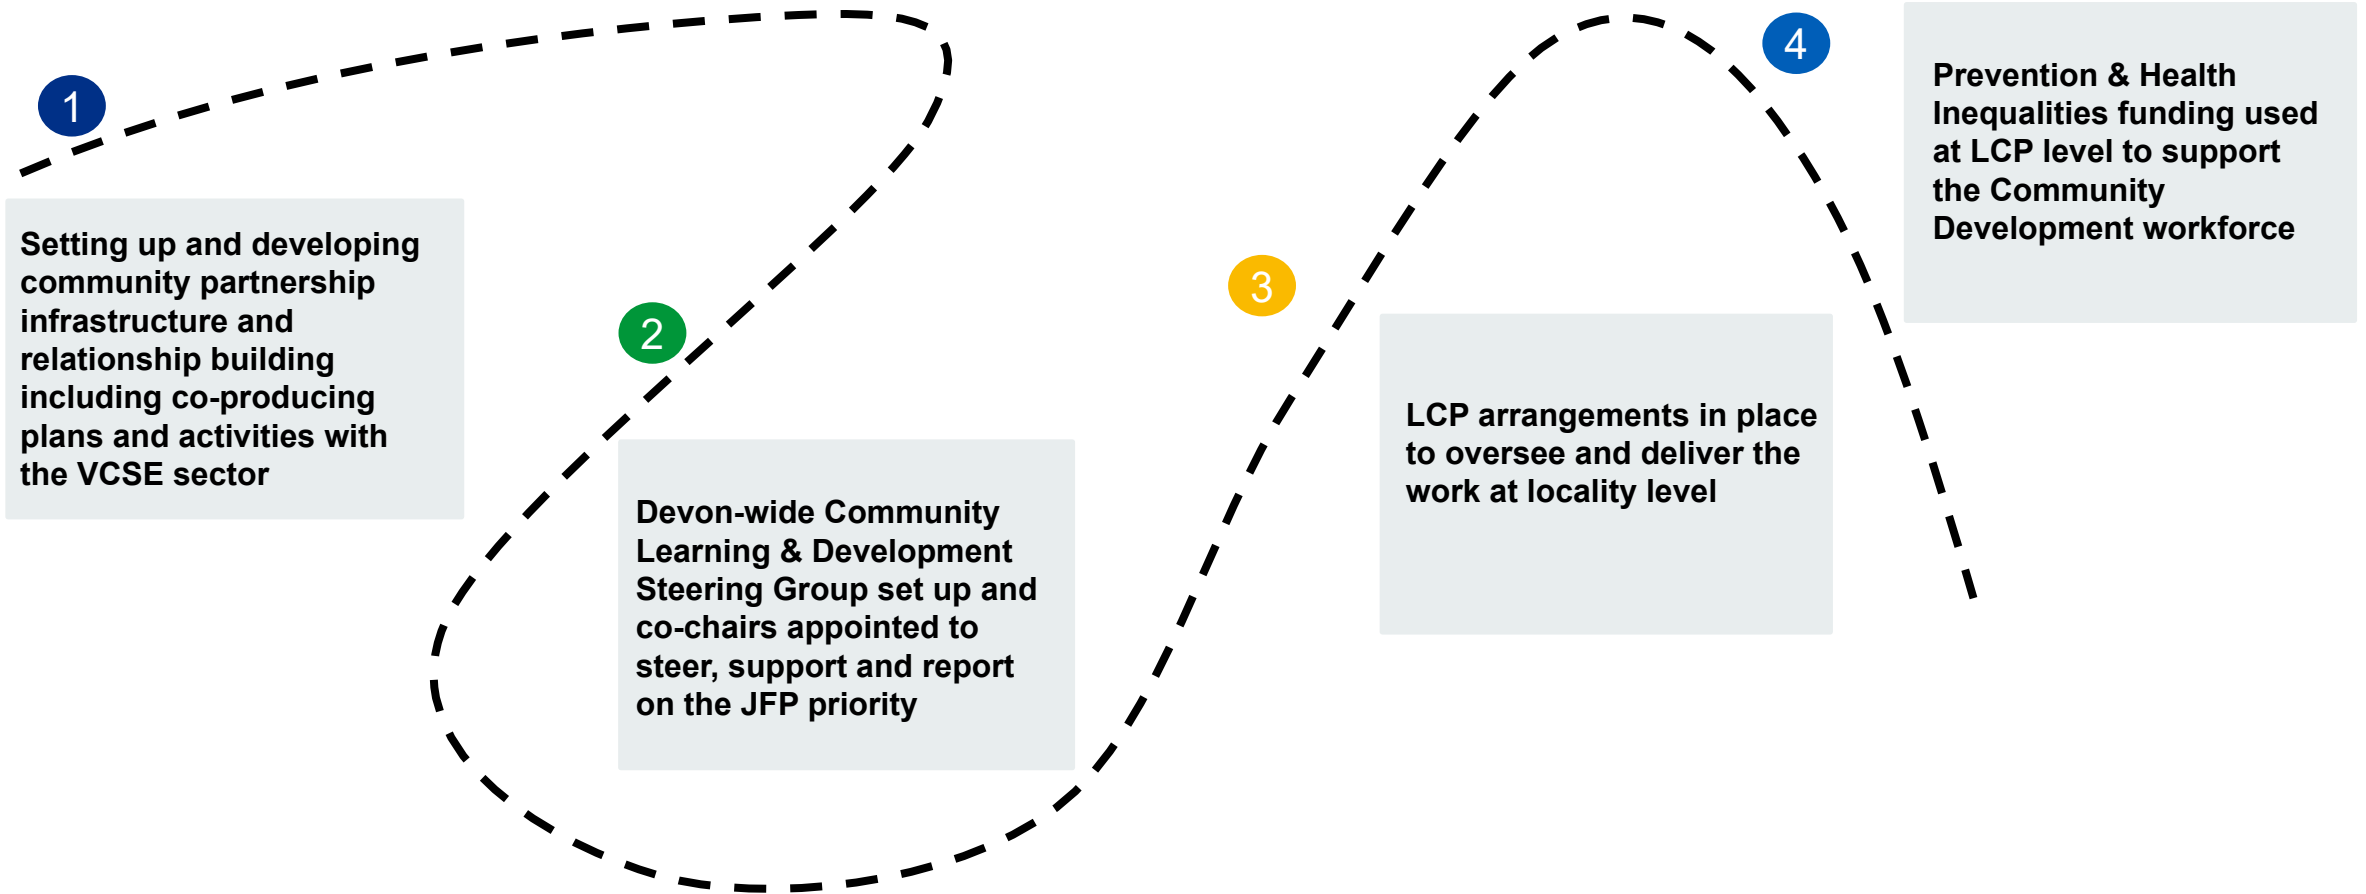 1
Setting up and developing
community partnership
infrastructure and
relationship building
including co-producing
plans and activities with
the VCSE sector
2
Devon-wide Community
Learning & Development
Steering Group set up and
co-chairs appointed to
steer, support and report
on the JFP priority
3
LCP arrangements in place
to oversee and deliver the
work at locality level
4
Prevention & Health
Inequalities funding used
at LCP level to support
the Community
Development workforce